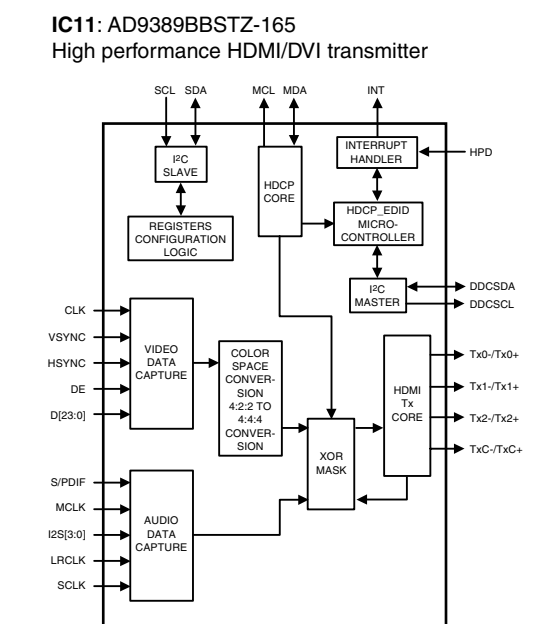 IC11: AD9389BBSTZ-165
High performance HDMI/DVI transmitter
SCL SDA MCL MDA INT
I²C
SLAVE
HDCP
CORE
INTERRUPT
HANDLER
HPD
REGISTERS
CONFIGURATION
LOGIC
HDCP_EDID
MICRO-
CONTROLLER
I²C
MASTER
DDCSDA
DDCSCL
CLK
VSYNC
HSYNC
DE
D[23:0]
VIDEO
DATA
CAPTURE
COLOR
SPACE
CONVER-
SION
4:2:2 TO
4:4:4
CONVER-
SION
XOR
MASK
HDMI
Tx
CORE
Tx0-/Tx0+
Tx1-/Tx1+
Tx2-/Tx2+
TxC-/TxC+
S/PDIF
MCLK
I2S[3:0]
LRCLK
SCLK
AUDIO
DATA
CAPTURE